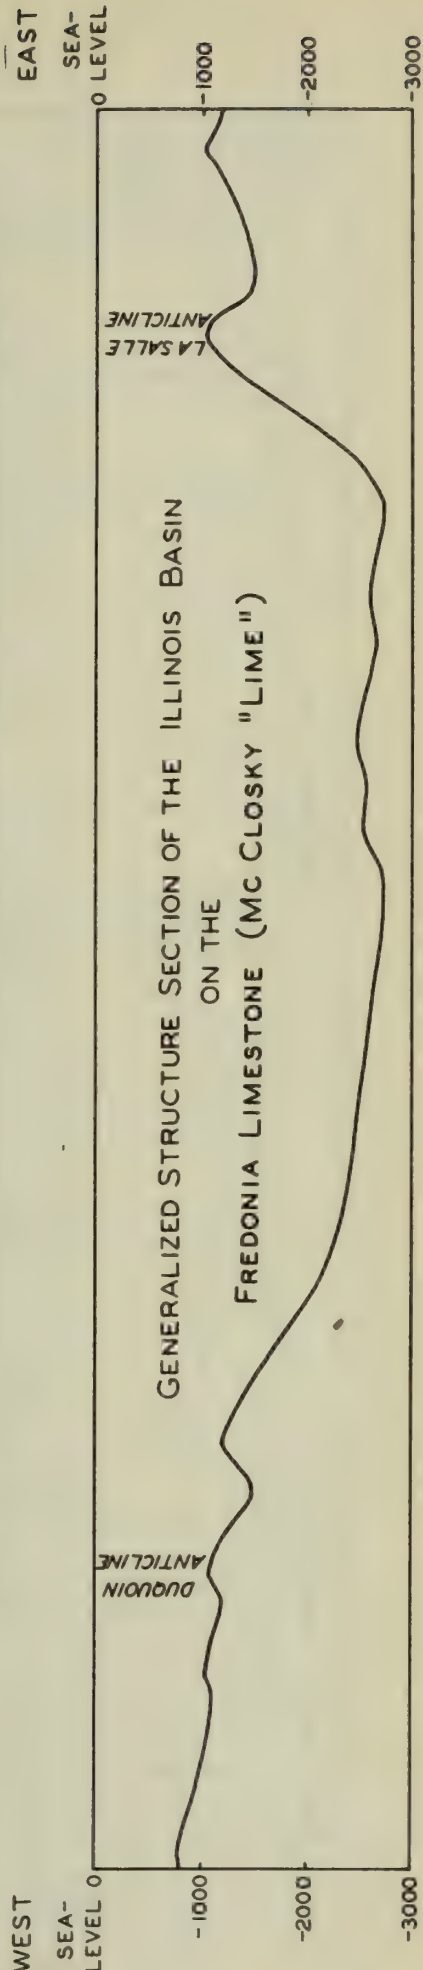 WEST
EAST
SEA-
LEVEL 0
-1000
-2000
-3000
SEA-
0 LEVEL
-1000
-2000
-3000
DUQUOIN
ANTICLINE
LA SALLE
ANTICLINE
GENERALIZED STRUCTURE SECTION OF THE ILLINOIS BASIN
ON THE
FREDONIA LIMESTONE (MC CLOSKY "LIME")